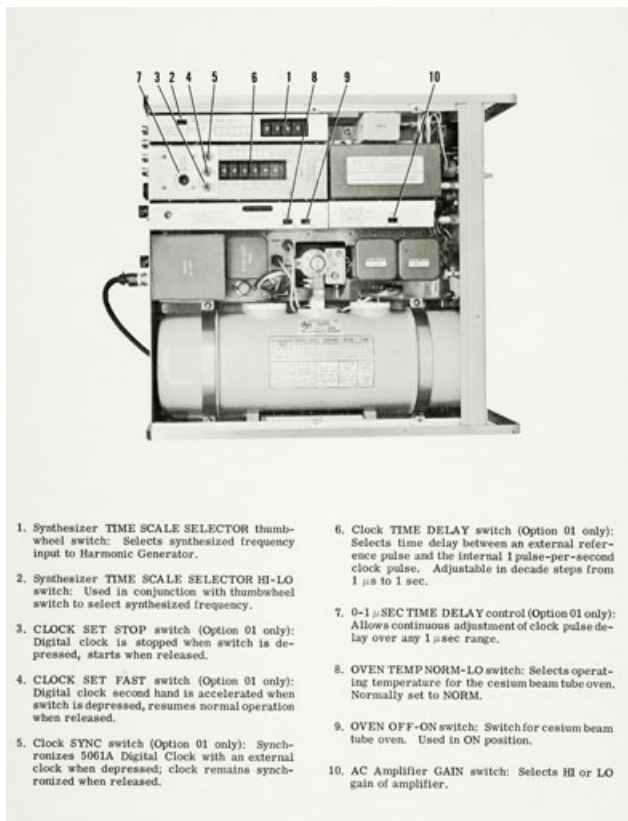 7 3 2 4 5 6 1 8 9 10
1. Synthesizer TIME SCALE SELECTOR thumb-
wheel switch: Selects synthesized frequency
input to Harmonic Generator.
2. Synthesizer TIME SCALE SELECTOR HI-LO
switch: Used in conjunction with thumbwheel
switch to select synthesized frequency.
3. CLOCK SET STOP switch (Option 01 only):
Digital clock is stopped when switch is de-
pressed, starts when released.
4. CLOCK SET FAST switch (Option 01 only):
Digital clock second hand is accelerated when
switch is depressed, resumes normal operation
when released.
5. Clock SYNC switch (Option 01 only): Synch-
ronizes 5061A Digital Clock with an external
clock when depressed; clock remains synch-
ronized when released.
6. Clock TIME DELAY switch (Option 01 only):
Selects time delay between an external refer-
ence pulse and the internal 1 pulse-per-second
clock pulse. Adjustable in decade steps from
1 μs to 1 sec.
7. 0-1 μSEC TIME DELAY control (Option 01 only):
Allows continuous adjustment of clock pulse de-
lay over any 1 μsec range.
8. OVEN TEMP NORM-LO switch: Selects operat-
ing temperature for the cesium beam tube oven.
Normally set to NORM.
9. OVEN OFF-ON switch: Switch for cesium beam
tube oven. Used in ON position.
10. AC Amplifier GAIN switch: Selects HI or LO
gain of amplifier.